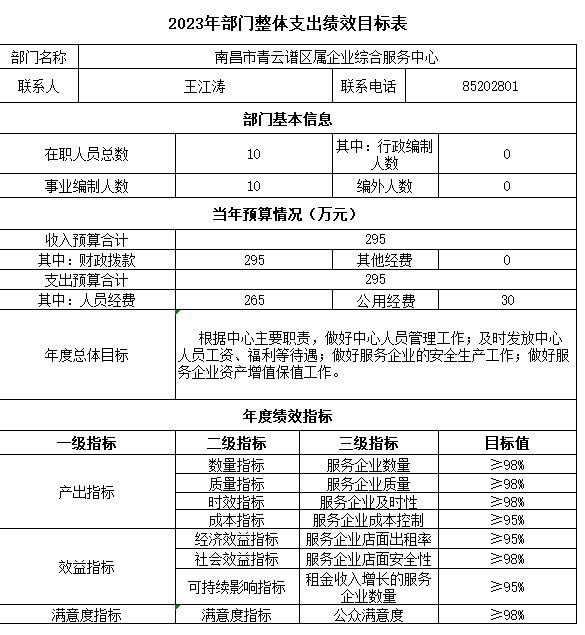 2023年部门整体支出绩效目标表
部门名称 南昌市青云谱区属企业综合服务中心
联系人 王江涛 联系电话 85202801
部门基本信息
在职人员总数 10 其中：行政编制人数 0
事业编制人数 10 编外人数 0
当年预算情况（万元）
收入预算合计 295
其中：财政拨款 295 其他经费 0
支出预算合计 295
其中：人员经费 265 公用经费 30
年度总体目标
根据中心主要职责，做好中心人员管理工作；及时发放中心
人员工资、福利等待遇；做好服务企业的安全生产工作；做好服
务企业资产增值保值工作。
年度绩效指标
一级指标 二级指标 三级指标 目标值
产出指标 数量指标 服务企业数量 ≥98%
质量指标 服务企业质量 ≥98%
时效指标 服务企业及时性 ≥98%
成本指标 服务企业成本控制 ≥95%
效益指标 经济效益指标 服务企业店面出租率 ≥95%
社会效益指标 服务企业店面安全性 ≥98%
可持续影响指标 租金收入增长的服务企业数量 ≥95%
满意度指标 满意度指标 公众满意度 ≥98%